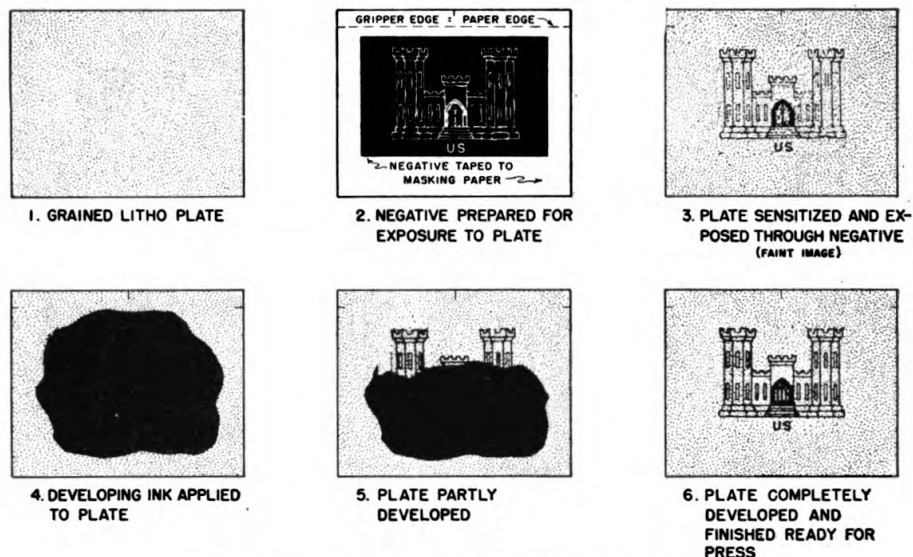 GRIPPER EDGE = PAPER EDGE
US
NEGATIVE TAPED TO
MASKING PAPER
US
1. GRAINED LITHO PLATE
2. NEGATIVE PREPARED FOR
EXPOSURE TO PLATE
3. PLATE SENSITIZED AND EX-
POSED THROUGH NEGATIVE
(FAINT IMAGE)
US
4. DEVELOPING INK APPLIED
TO PLATE
5. PLATE PARTLY
DEVELOPED
6. PLATE COMPLETELY
DEVELOPED AND
FINISHED READY FOR
PRESS